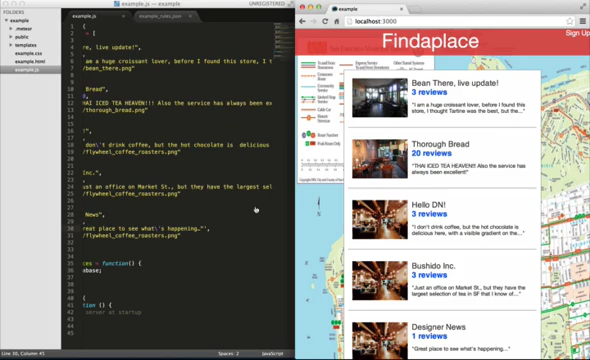 example.js
UNREGISTERED
FOLDERS
example
.meteor
public
templates
example.css
example.html
example.js
example.js
example_rules.json
{
= [
re, live update!",
am a huge croissant lover, before I found this store, I t
/bean_there.png"
Bread",
0,
HAI ICED TEA HEAVEN!!! Also the service has always been ex
/thorough_bread.png"
!",
don\'t drink coffee, but the hot chocolate is  delicious
/flywheel_coffee_roasters.png"
Inc.",
Just an office on Market St., but they have the largest sel
/flywheel_coffee_roasters.png"
News",
reat place to see what\'s happening…"',
/flywheel_coffee_roasters.png"
ces = function() {
sbase;
{
tion () {
server at startup
Line 30, Column 45
Spaces: 2
JavaScript
example
localhost:3000
Findaplace
Sign Up
Bean There, live update!
3 reviews
"I am a huge croissant lover, before I found this
store, I thought Tartine was the best, but the...”
Thorough Bread
20 reviews
"THAI ICED TEA HEAVEN!!! Also the service has
always been excellent!"
Hello DN!
3 reviews
"I don't drink coffee, but the hot chocolate is
delicious here, with a visible gradient on the...”
Bushido Inc.
3 reviews
"Just an office on Market St., but they have the
largest selection of tea in SF that I know of..."
Designer News
1 reviews
"Great place to see what's happening..."